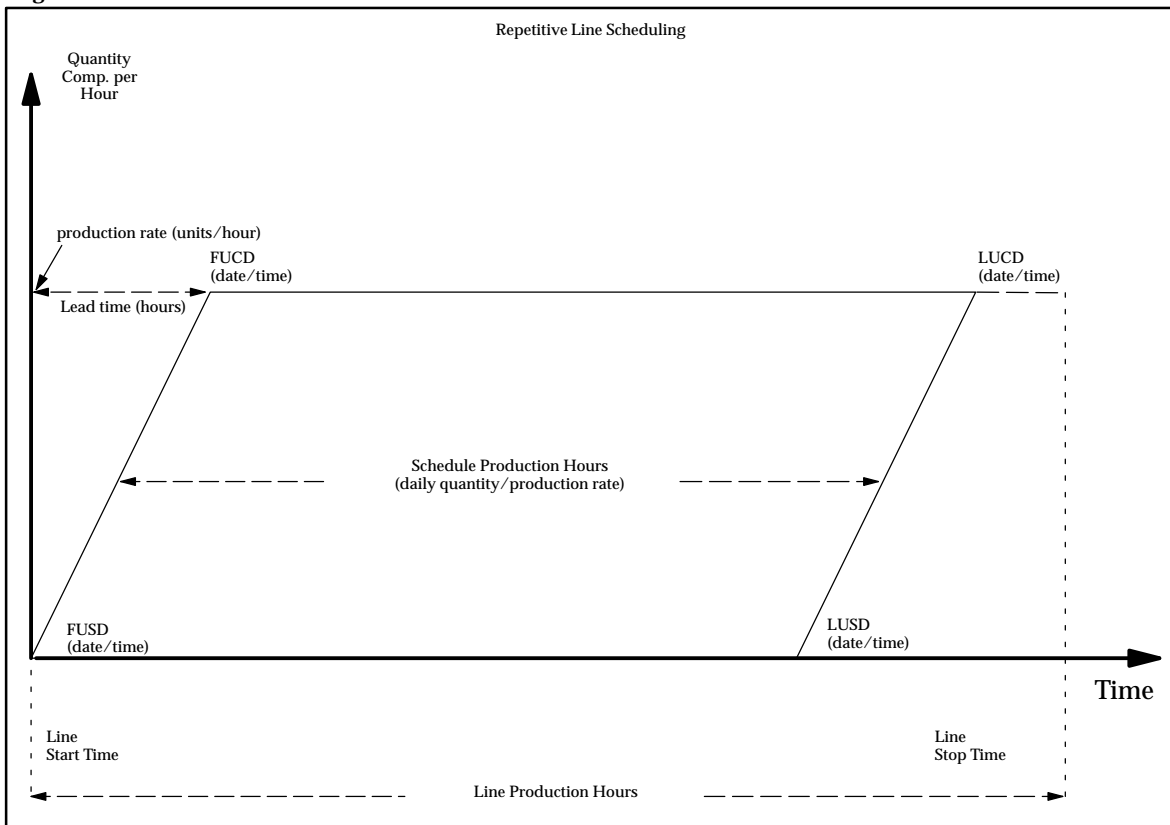 Repetitive Line Scheduling
Quantity
Comp. per
Hour
production rate (units/hour)
FUCD
(date/time)
LUCD
(date/time)
Lead time (hours)
Schedule Production Hours
(daily quantity/production rate)
FUSD
(date/time)
LUSD
(date/time)
Time
Line
Start Time
Line
Stop Time
Line Production Hours